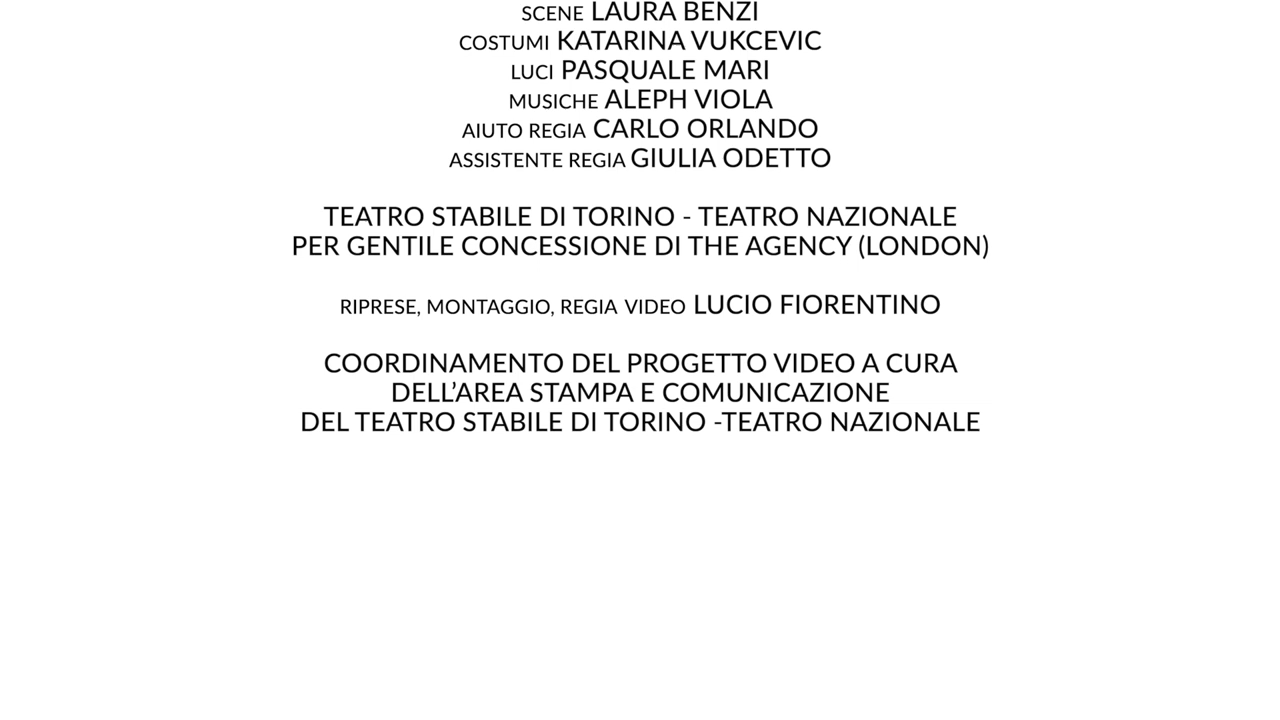 SCENE LAURA BENZI
COSTUMI KATARINA VUKCEVIC
LUCI PASQUALE MARI
MUSICHE ALEPH VIOLA
AIUTO REGIA CARLO ORLANDO
ASSISTENTE REGIA GIULIA ODETTO
TEATRO STABILE DI TORINO - TEATRO NAZIONALE
PER GENTILE CONCESSIONE DI THE AGENCY (LONDON)
RIPRESE, MONTAGGIO, REGIA VIDEO LUCIO FIORENTINO
COORDINAMENTO DEL PROGETTO VIDEO A CURA
DELL’AREA STAMPA E COMUNICAZIONE
DEL TEATRO STABILE DI TORINO -TEATRO NAZIONALE